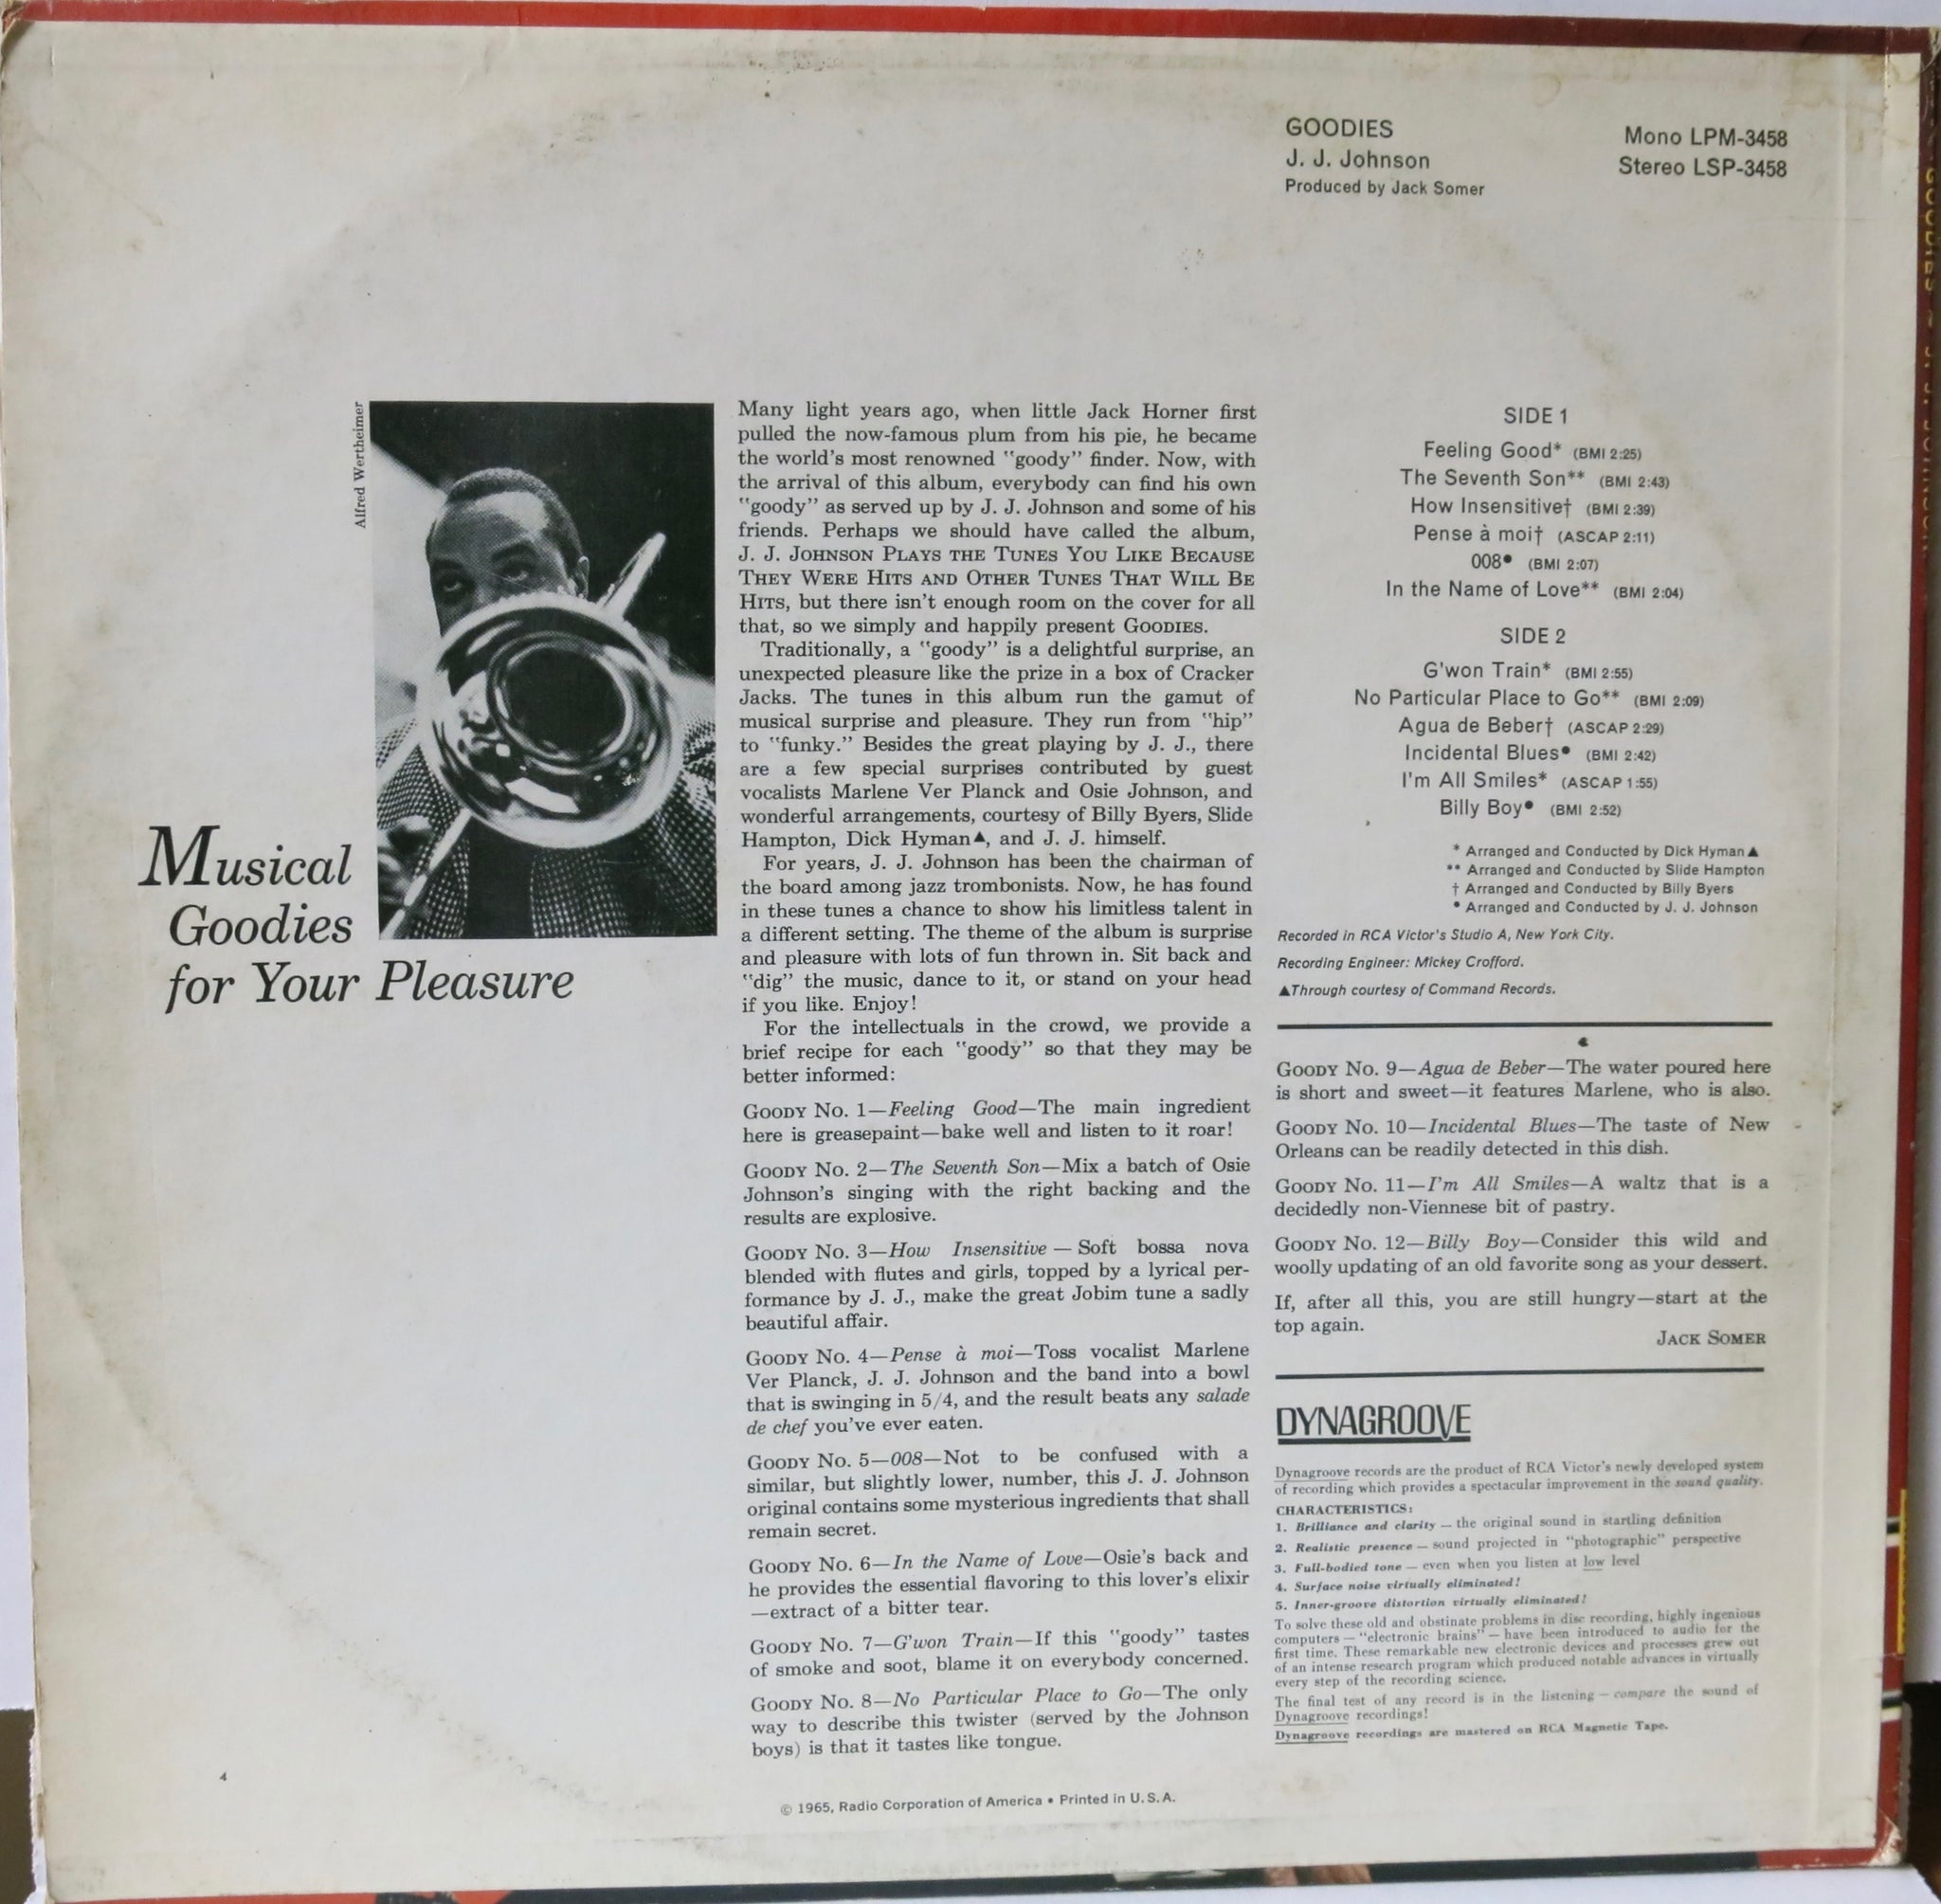 GOODIES
J. J. Johnson
Produced by Jack Somer
Mono LPM-3458
Stereo LSP-3458
Alfred Wertheimer
Musical
Goodies
for Your Pleasure
Many light years ago, when little Jack Horner first
pulled the now-famous plum from his pie, he became
the world's most renowned "goody" finder. Now, with
the arrival of this album, everybody can find his own
"goody" as served up by J. J. Johnson and some of his
friends. Perhaps we should have called the album,
J. J. JOHNSON PLAYS THE TUNES YOU LIKE BECAUSE
THEY WERE HITS AND OTHER TUNES THAT WILL BE
HITS, but there isn't enough room on the cover for all
that, so we simply and happily present GOODIES.
Traditionally, a "goody" is a delightful surprise, an
unexpected pleasure like the prize in a box of Cracker
Jacks. The tunes in this album run the gamut of
musical surprise and pleasure. They run from "hip"
to "funky." Besides the great playing by J. J., there
are a few special surprises contributed by guest
vocalists Marlene Ver Planck and Osie Johnson, and
wonderful arrangements, courtesy of Billy Byers, Slide
Hampton, Dick Hyman▲, and J. J. himself.
For years, J. J. Johnson has been the chairman of
the board among jazz trombonists. Now, he has found
in these tunes a chance to show his limitless talent in
a different setting. The theme of the album is surprise
and pleasure with lots of fun thrown in. Sit back and
"dig" the music, dance to it, or stand on your head
if you like. Enjoy!
For the intellectuals in the crowd, we provide a
brief recipe for each "goody" so that they may be
better informed:
GOODY NO. 1—Feeling Good—The main ingredient
here is greasepaint—bake well and listen to it roar!
GOODY NO. 2—The Seventh Son—Mix a batch of Osie
Johnson's singing with the right backing and the
results are explosive.
GOODY NO. 3—How Insensitive — Soft bossa nova
blended with flutes and girls, topped by a lyrical per-
formance by J. J., make the great Jobim tune a sadly
beautiful affair.
GOODY NO. 4—Pense à moi—Toss vocalist Marlene
Ver Planck, J. J. Johnson and the band into a bowl
that is swinging in 5/4, and the result beats any salade
de chef you've ever eaten.
GOODY NO. 5—008—Not to be confused with a
similar, but slightly lower, number, this J. J. Johnson
original contains some mysterious ingredients that shall
remain secret.
GOODY NO. 6—In the Name of Love—Osie's back and
he provides the essential flavoring to this lover's elixir
—extract of a bitter tear.
GOODY NO. 7—G'won Train—If this "goody" tastes
of smoke and soot, blame it on everybody concerned.
GOODY NO. 8—No Particular Place to Go—The only
way to describe this twister (served by the Johnson
boys) is that it tastes like tongue.
SIDE 1
Feeling Good* (BMI 2:25)
The Seventh Son** (BMI 2:43)
How Insensitive† (BMI 2:39)
Pense à moi† (ASCAP 2:11)
008• (BMI 2:07)
In the Name of Love** (BMI 2:04)
SIDE 2
G'won Train* (BMI 2:55)
No Particular Place to Go** (BMI 2:09)
Agua de Beber† (ASCAP 2:29)
Incidental Blues• (BMI 2:42)
I'm All Smiles* (ASCAP 1:55)
Billy Boy• (BMI 2:52)
* Arranged and Conducted by Dick Hyman▲
** Arranged and Conducted by Slide Hampton
† Arranged and Conducted by Billy Byers
• Arranged and Conducted by J. J. Johnson
Recorded in RCA Victor's Studio A, New York City.
Recording Engineer: Mickey Crofford.
▲Through courtesy of Command Records.
GOODY NO. 9—Agua de Beber—The water poured here
is short and sweet—it features Marlene, who is also.
GOODY NO. 10—Incidental Blues—The taste of New
Orleans can be readily detected in this dish.
GOODY NO. 11—I'm All Smiles—A waltz that is a
decidedly non-Viennese bit of pastry.
GOODY NO. 12—Billy Boy—Consider this wild and
woolly updating of an old favorite song as your dessert.
If, after all this, you are still hungry—start at the
top again.
JACK SOMER
DYNAGROOVE
Dynagroove records are the product of RCA Victor's newly developed system
of recording which provides a spectacular improvement in the sound quality.
CHARACTERISTICS:
1. Brilliance and clarity — the original sound in startling definition
2. Realistic presence — sound projected in "photographic" perspective
3. Full-bodied tone — even when you listen at low level
4. Surface noise virtually eliminated!
5. Inner-groove distortion virtually eliminated!
To solve these old and obstinate problems in disc recording, highly ingenious
computers — "electronic brains" — have been introduced to audio for the
first time. These remarkable new electronic devices and processes grew out
of an intense research program which produced notable advances in virtually
every step of the recording science.
The final test of any record is in the listening — compare the sound of
Dynagroove recordings!
Dynagroove recordings are mastered on RCA Magnetic Tape.
4
© 1965, Radio Corporation of America • Printed in U.S.A.
GOODIES — J. J. JOHNSON